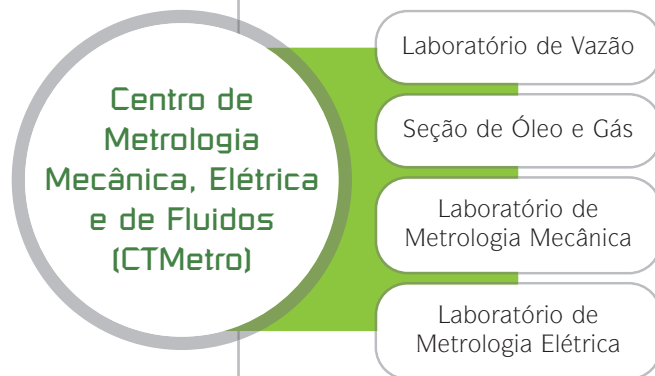 Centro de
Metrologia
Mecânica, Elétrica
e de Fluidos
(CTMetro)
Laboratório de Vazão
Seção de Óleo e Gás
Laboratório de
Metrologia Mecânica
Laboratório de
Metrologia Elétrica